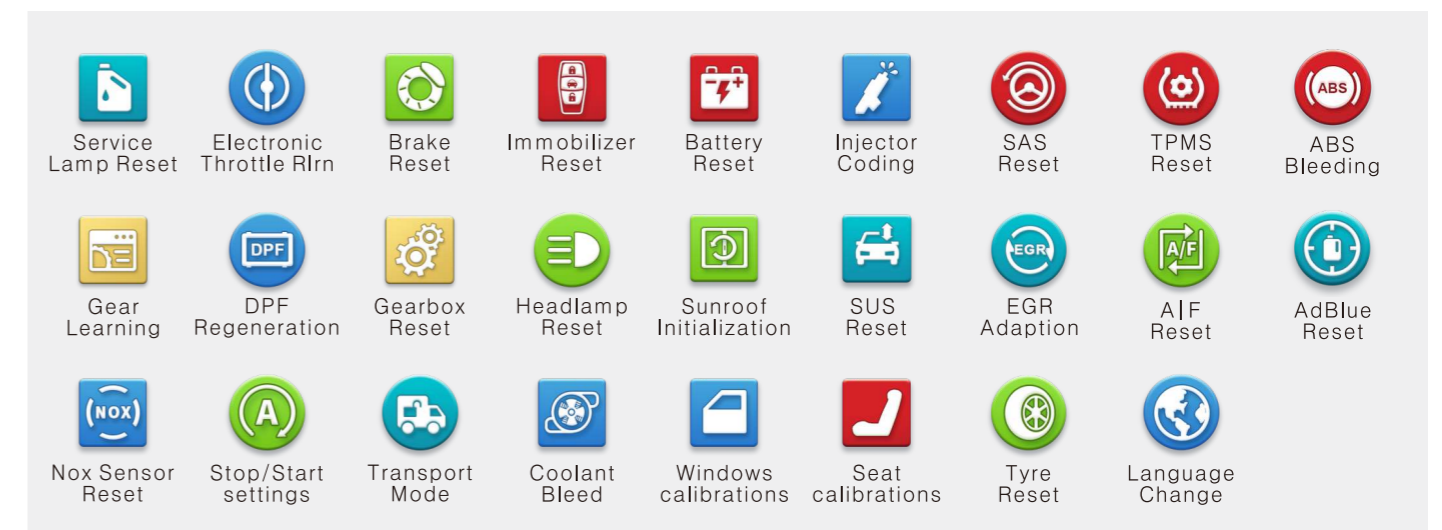 ABS
Service
Lamp Reset
Electronic
Throttle Rlrn
Brake
Reset
Immobilizer
Reset
Battery
Reset
Injector
Coding
SAS
Reset
TPMS
Reset
ABS
Bleeding
DPF
EGR
A/F
Gear
Learning
DPF
Regeneration
Gearbox
Reset
Headlamp
Reset
Sunroof
Initialization
SUS
Reset
EGR
Adaption
A|F
Reset
AdBlue
Reset
NOX
A
Nox Sensor
Reset
Stop/Start
settings
Transport
Mode
Coolant
Bleed
Windows
calibrations
Seat
calibrations
Tyre
Reset
Language
Change